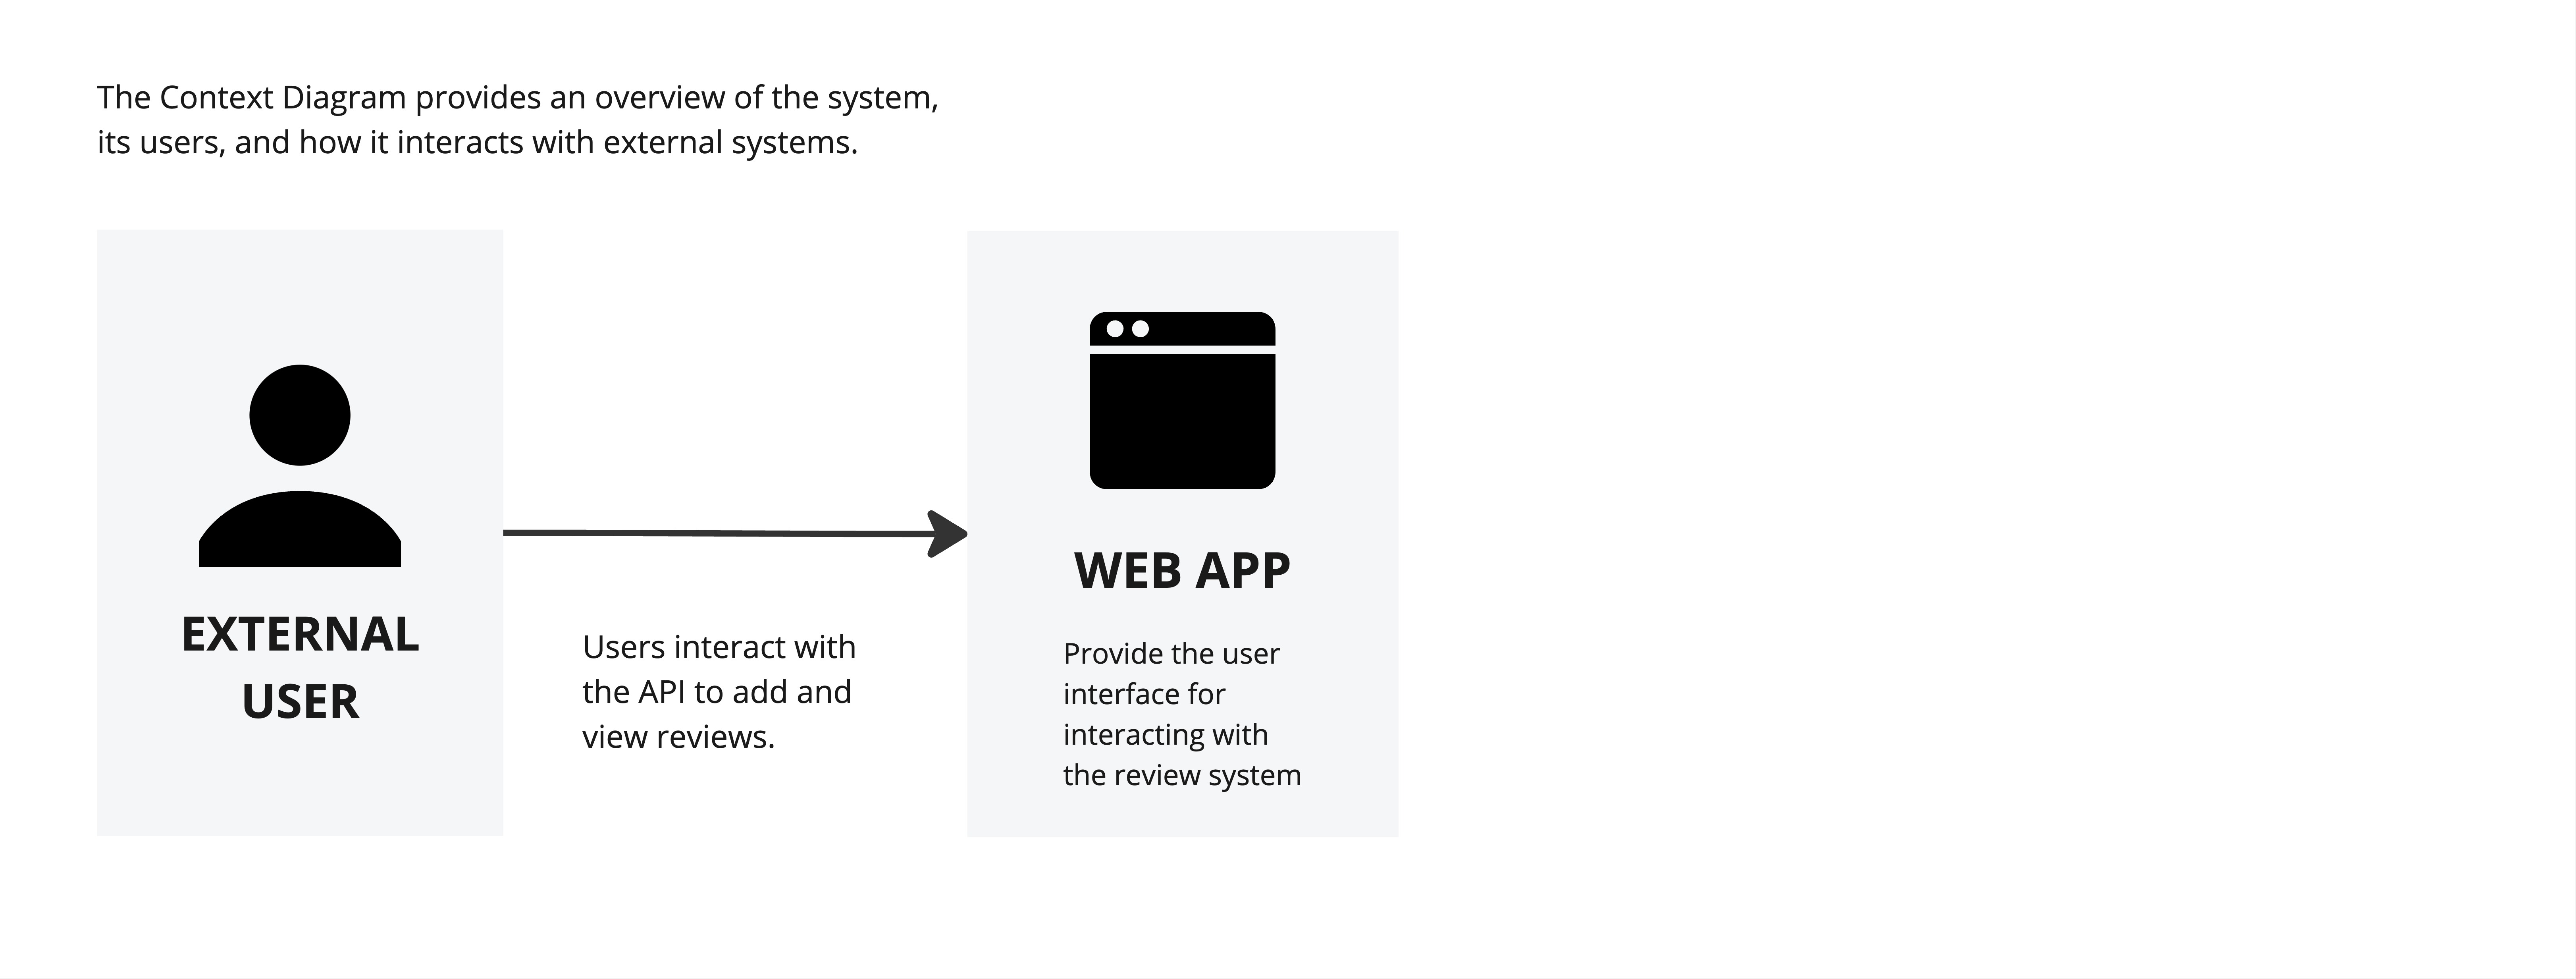 The Context Diagram provides an overview of the system,
its users, and how it interacts with external systems.
EXTERNAL
USER
Users interact with
the API to add and
view reviews.
WEB APP
Provide the user
interface for
interacting with
the review system